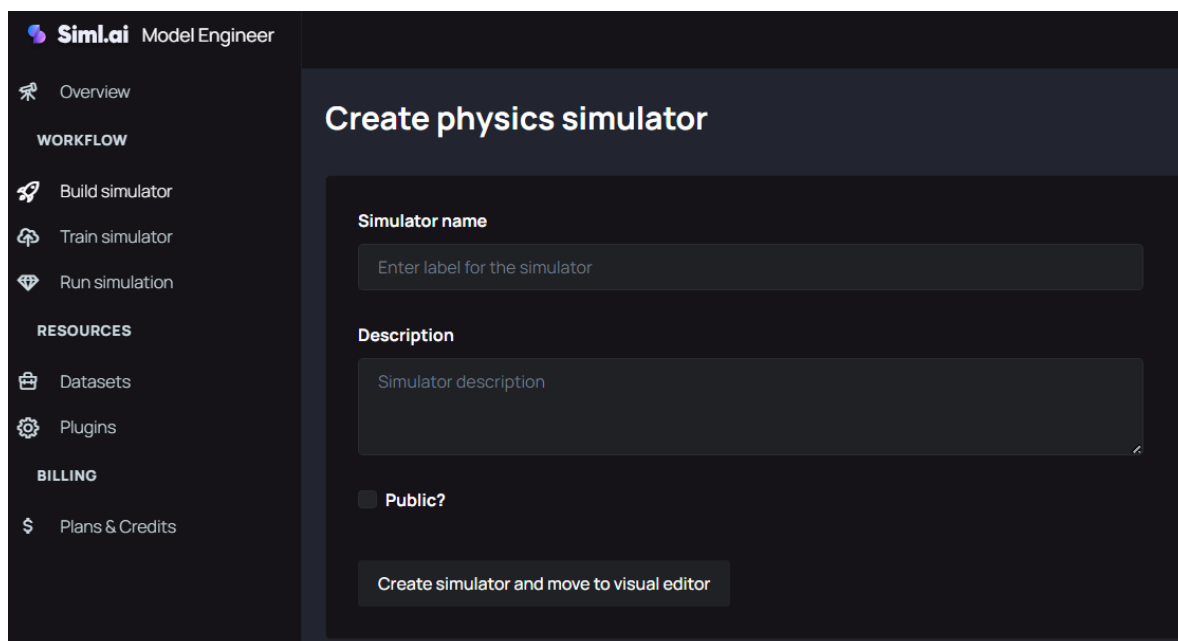 Siml.ai Model Engineer
Overview
WORKFLOW
Build simulator
Train simulator
Run simulation
RESOURCES
Datasets
Plugins
BILLING
Plans & Credits
Create physics simulator
Simulator name
Enter label for the simulator
Description
Simulator description
Public?
Create simulator and move to visual editor